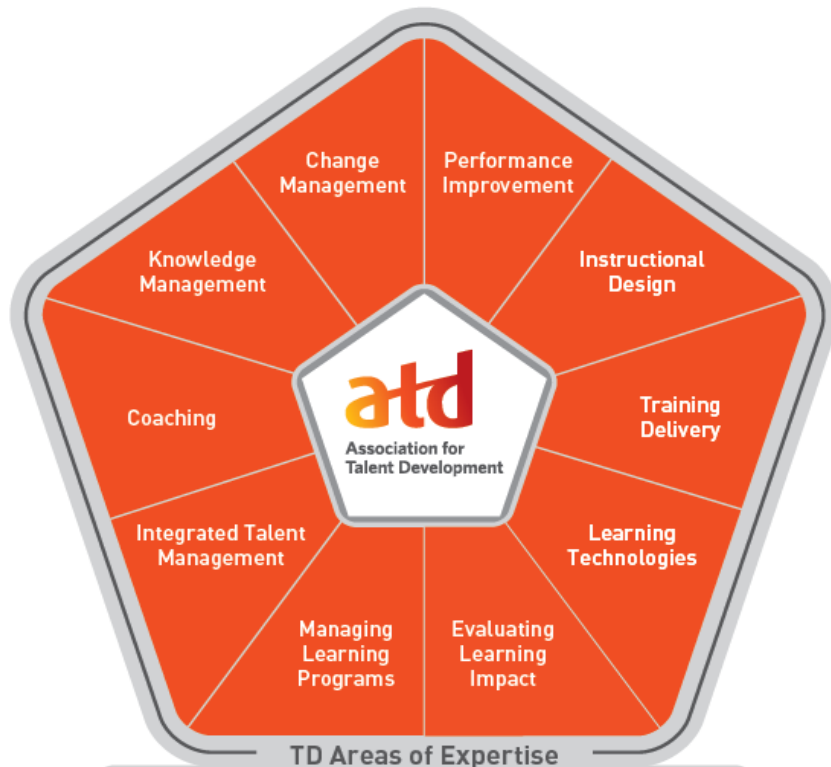 Change
Management
Performance
Improvement
Knowledge
Management
Instructional
Design
Coaching
atd
Association for
Talent Development
Training
Delivery
Integrated Talent
Management
Learning
Technologies
Managing
Learning
Programs
Evaluating
Learning
Impact
TD Areas of Expertise